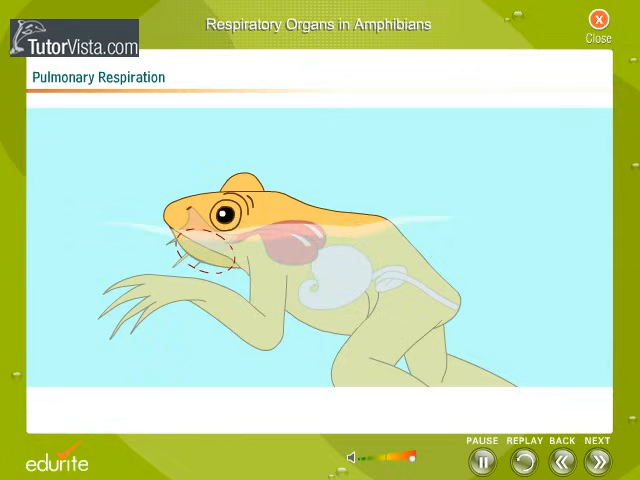 Respiratory Organs in Amphibians
X
Close
TutorVista.com
Pulmonary Respiration
PAUSE REPLAY BACK NEXT
edurite